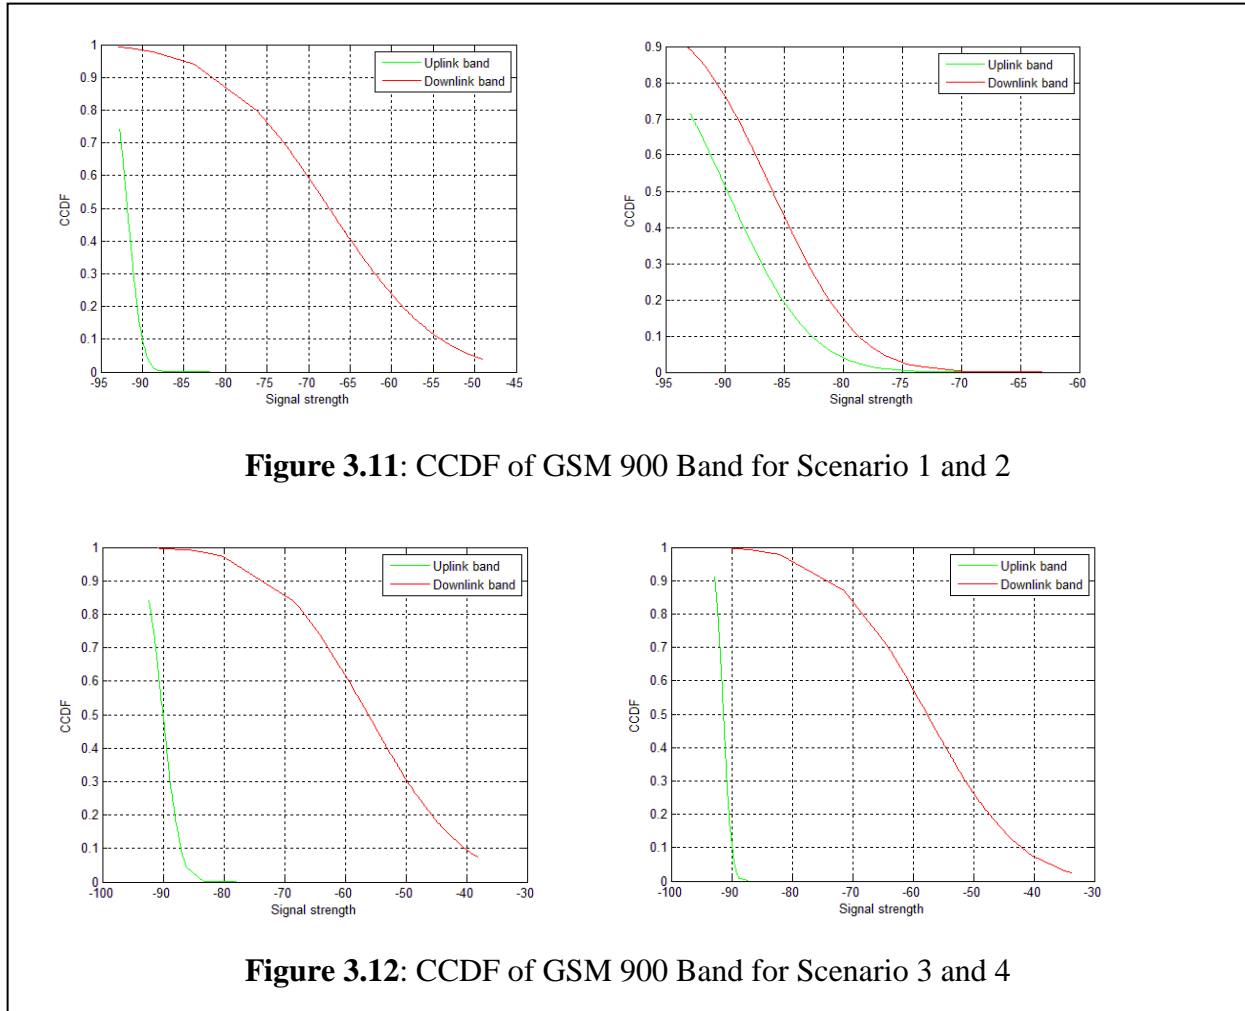 1
0.9
0.8
0.7
0.6
0.5
0.4
0.3
0.2
0.1
0
CCDF
-95 -90 -85 -80 -75 -70 -65 -60 -55 -50 -45
Signal strength
Uplink band
Downlink band
0.9
0.8
0.7
0.6
0.5
0.4
0.3
0.2
0.1
0
CCDF
-95 -90 -85 -80 -75 -70 -65 -60
Signal strength
Uplink band
Downlink band
Figure 3.11: CCDF of GSM 900 Band for Scenario 1 and 2
1
0.9
0.8
0.7
0.6
0.5
0.4
0.3
0.2
0.1
0
CCDF
-100 -90 -80 -70 -60 -50 -40 -30
Signal strength
Uplink band
Downlink band
1
0.9
0.8
0.7
0.6
0.5
0.4
0.3
0.2
0.1
0
CCDF
-100 -90 -80 -70 -60 -50 -40 -30
Signal strength
Uplink band
Downlink band
Figure 3.12: CCDF of GSM 900 Band for Scenario 3 and 4